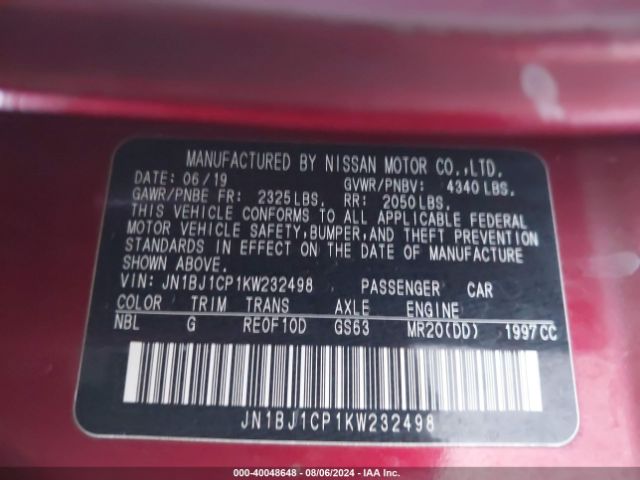 MANUFACTURED BY NISSAN MOTOR CO.,LTD.
DATE: 06/19 GVWR/PNBV: 4340 LBS.
GAWR/PNBE FR: 2325 LBS. RR: 2050 LBS.
THIS VEHICLE CONFORMS TO ALL APPLICABLE FEDERAL
MOTOR VEHICLE SAFETY,BUMPER,AND THEFT PREVENTION
STANDARDS IN EFFECT ON THE DATE OF MANUFACTURE
SHOWN ABOVE.
VIN: JN1BJ1CP1KW232498 PASSENGER CAR
COLOR TRIM TRANS AXLE ENGINE
NBL G RE0F10D GS63 MR20(DD) 1997CC
JN1BJ1CP1KW232498
000-40048648 - 08/06/2024 - IAA Inc.